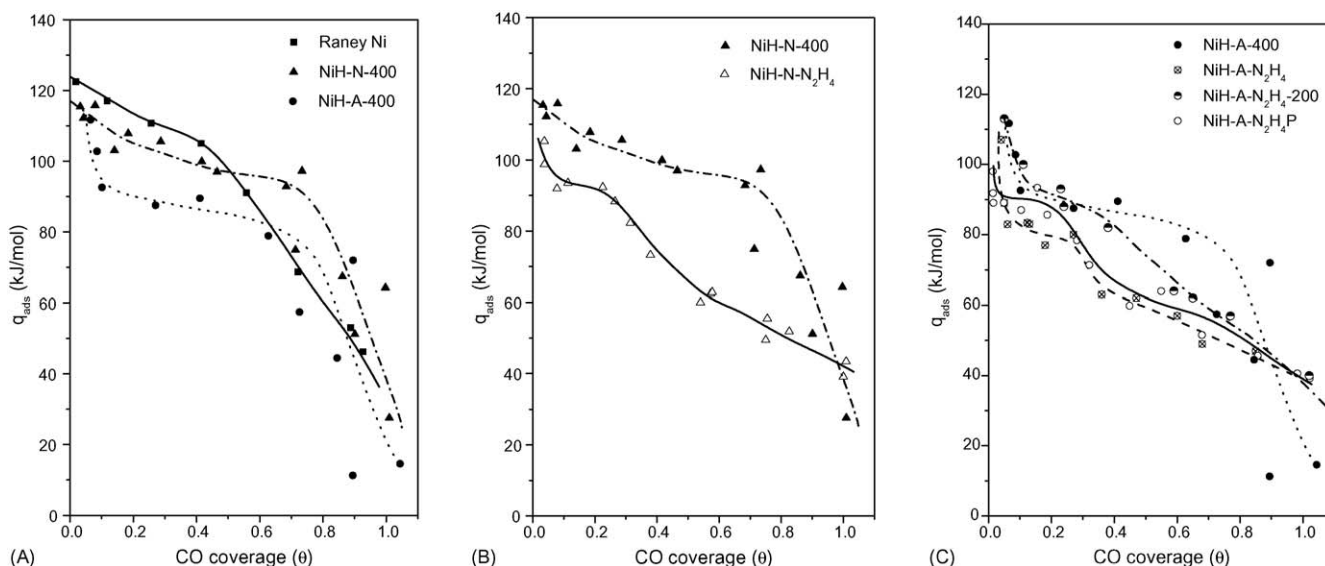 140
120
100
80
60
40
20
0
q_ads (kJ/mol)
Raney Ni
NiH-N-400
NiH-A-400
0.0 0.2 0.4 0.6 0.8 1.0
(A) CO coverage (θ)
140
120
100
80
60
40
20
0
q_ads (kJ/mol)
NiH-N-400
NiH-N-N₂H₄
0.0 0.2 0.4 0.6 0.8 1.0
(B) CO coverage (θ)
140
120
100
80
60
40
20
0
q_ads (kJ/mol)
NiH-A-400
NiH-A-N₂H₄
NiH-A-N₂H₄-200
NiH-A-N₂H₄P
0.0 0.2 0.4 0.6 0.8 1.0
(C) CO coverage (θ)